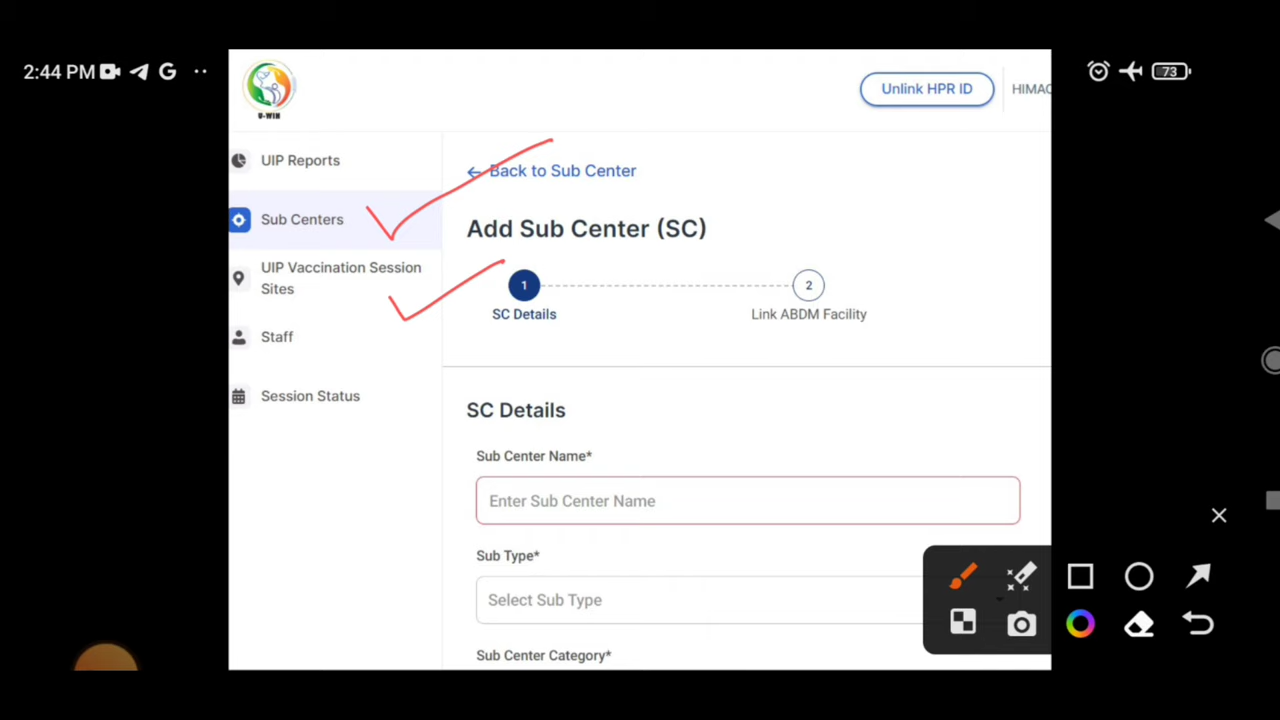 2:44 PM
73
U-WIN
Unlink HPR ID
HIMAC
UIP Reports
Sub Centers
UIP Vaccination Session
Sites
Staff
Session Status
← Back to Sub Center
Add Sub Center (SC)
1
2
SC Details
Link ABDM Facility
SC Details
Sub Center Name*
Enter Sub Center Name
Sub Type*
Select Sub Type
Sub Center Category*